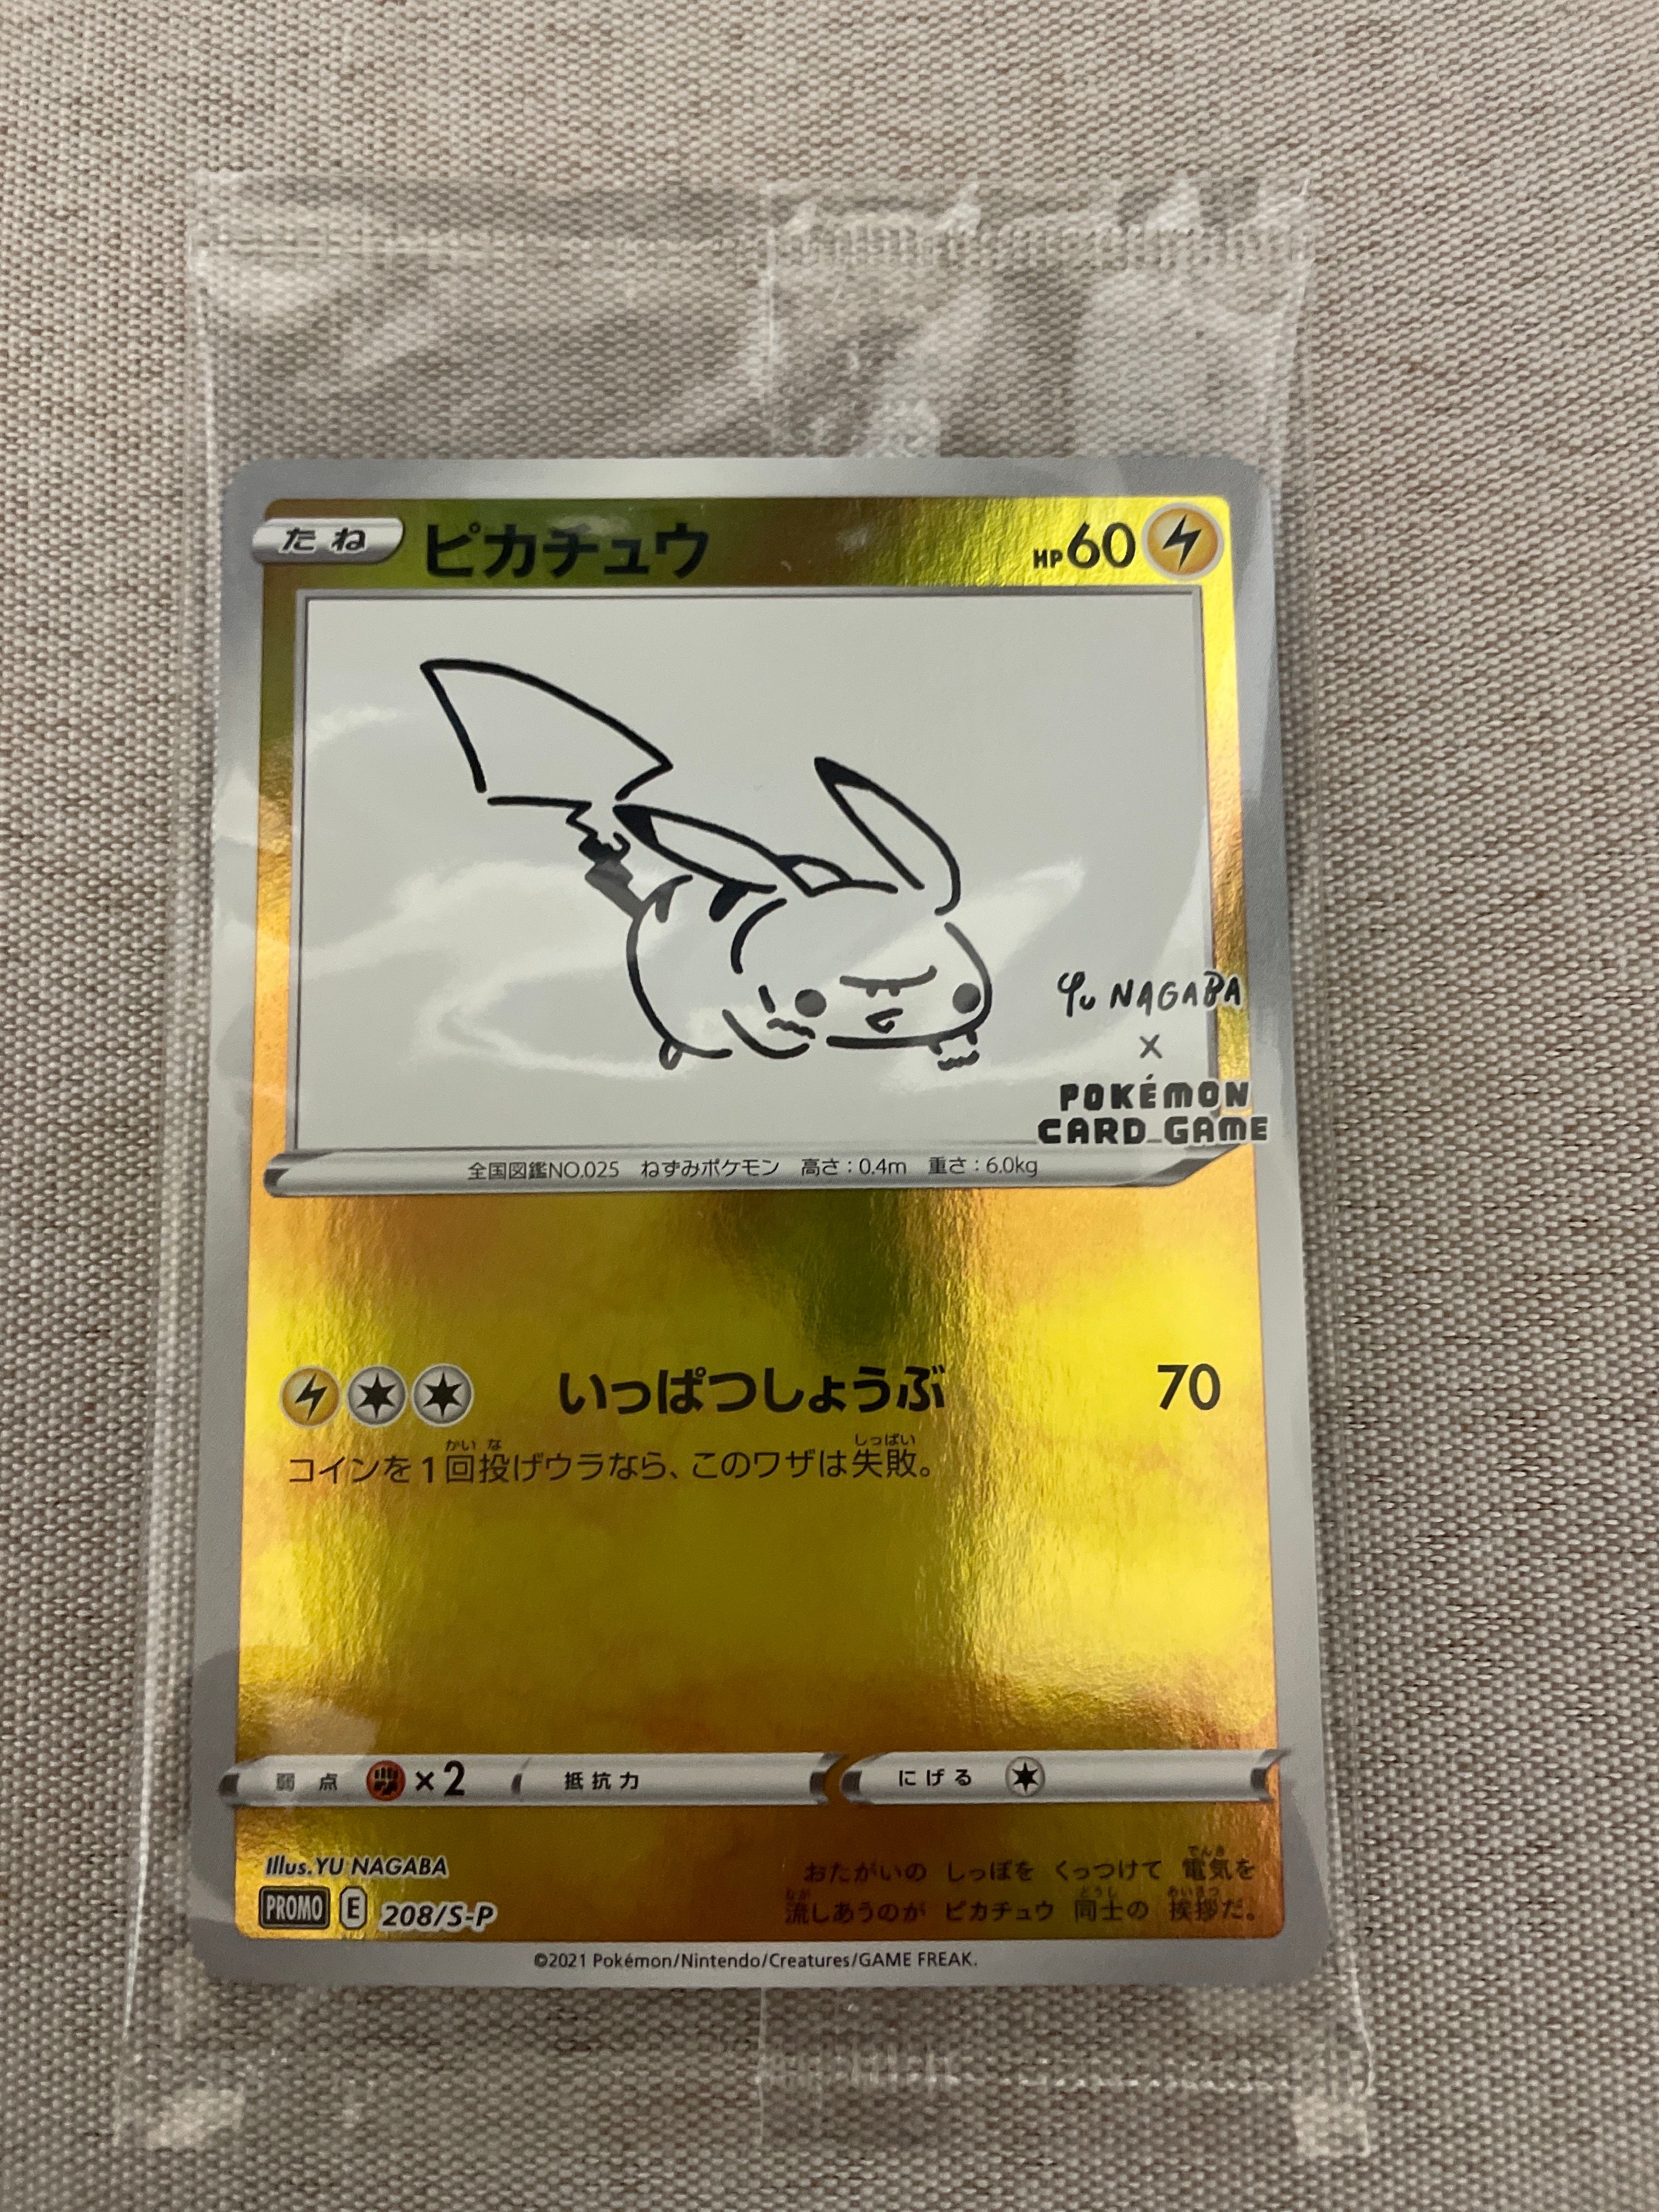 たね ピカチュウ HP60
YU NAGABA
×
POKÉMON
CARD GAME
全国図鑑NO.025 ねずみポケモン 高さ:0.4m 重さ:6.0kg
いっぱつしょうぶ 70
かい な しっぱい
コインを1回投げウラなら、このワザは失敗。
弱点 ×2 抵抗力 にげる
Illus.YU NAGABA
PROMO E 208/S-P
でんき
おたがいの しっぽを くっつけて 電気を
なが どうし あいさつ
流しあうのが ピカチュウ 同士の 挨拶だ。
©2021 Pokémon/Nintendo/Creatures/GAME FREAK.